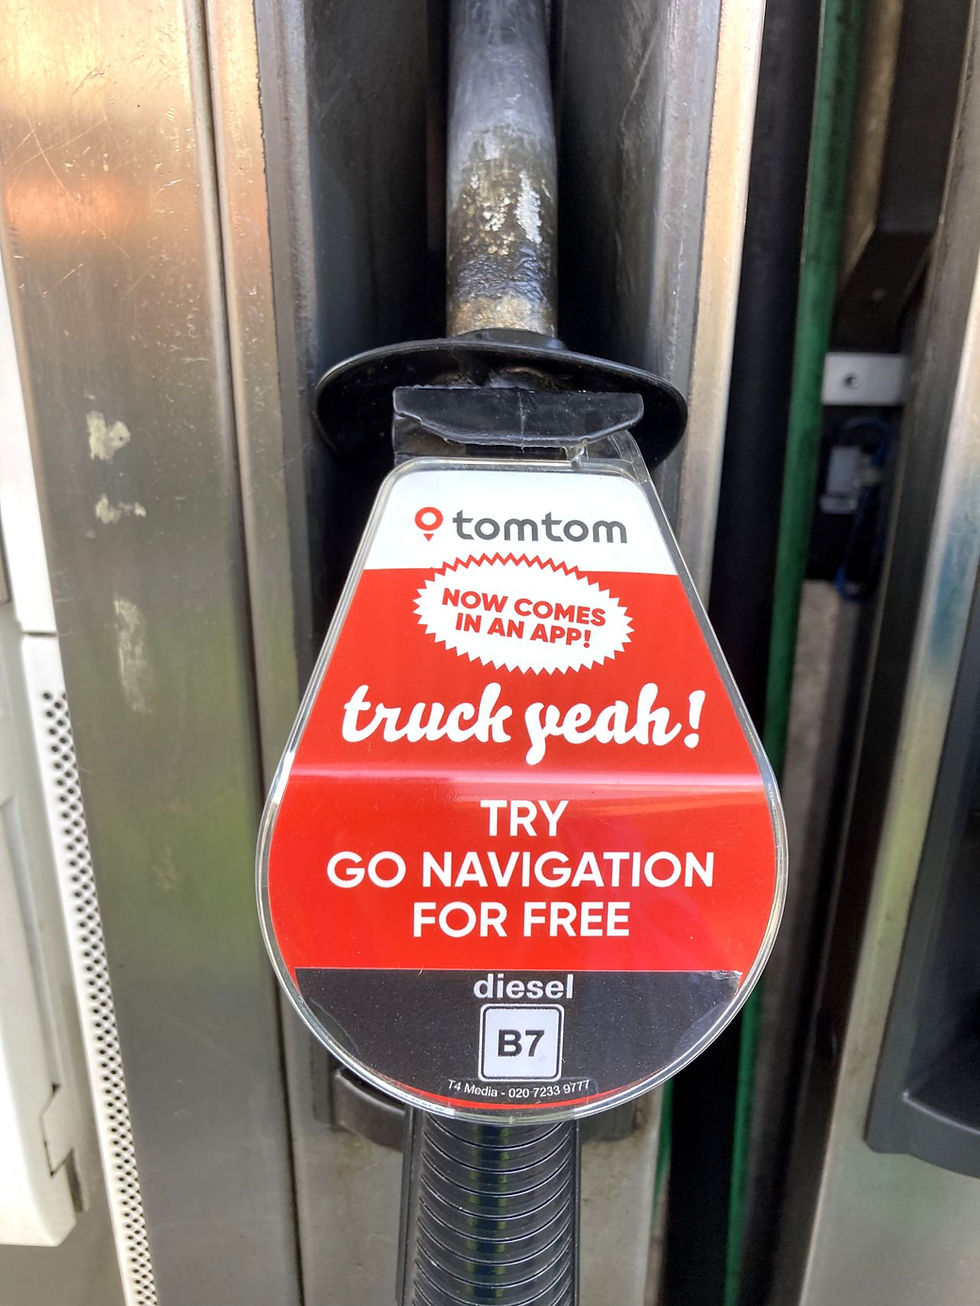 tomtom
NOW COMES
IN AN APP!
truck yeah!
TRY
GO NAVIGATION
FOR FREE
diesel
B7
T4 Media - 020 7233 9777